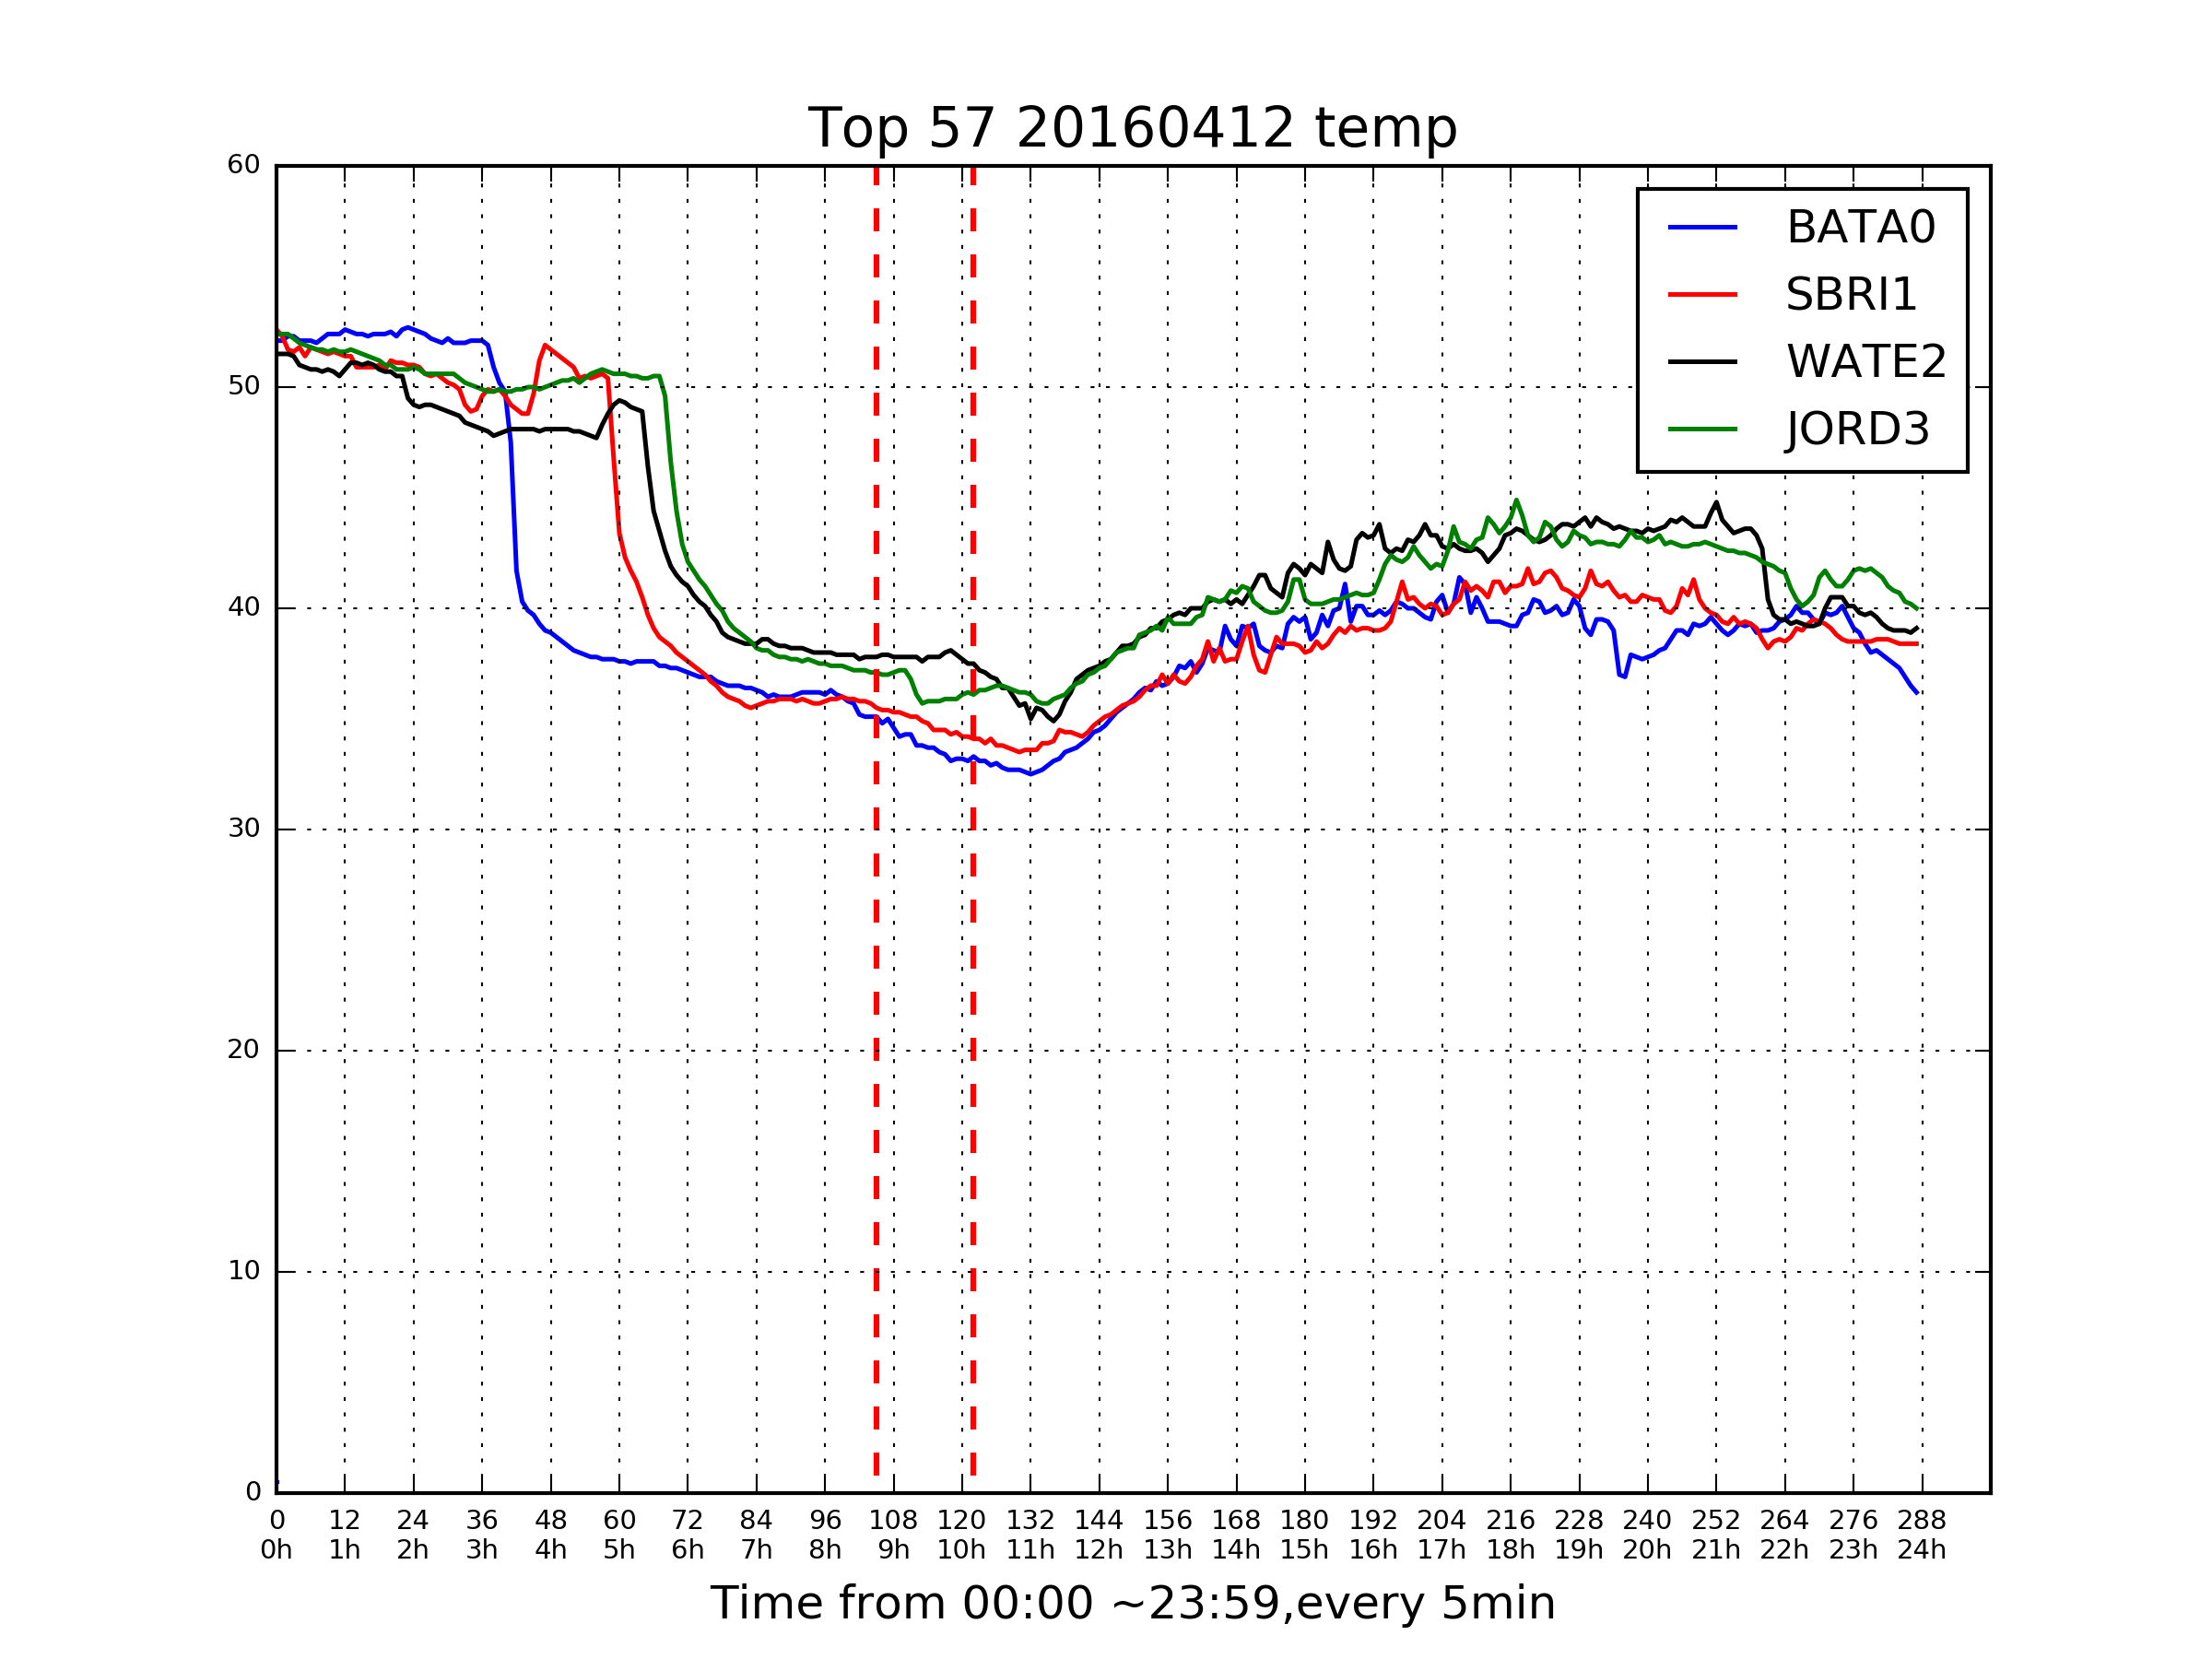 Top 57 20160412 temp
60
50
40
30
20
10
0
BATA0
SBRI1
WATE2
JORD3
0 12 24 36 48 60 72 84 96 108 120 132 144 156 168 180 192 204 216 228 240 252 264 276 288
0h 1h 2h 3h 4h 5h 6h 7h 8h 9h 10h 11h 12h 13h 14h 15h 16h 17h 18h 19h 20h 21h 22h 23h 24h
Time from 00:00 ~23:59,every 5min